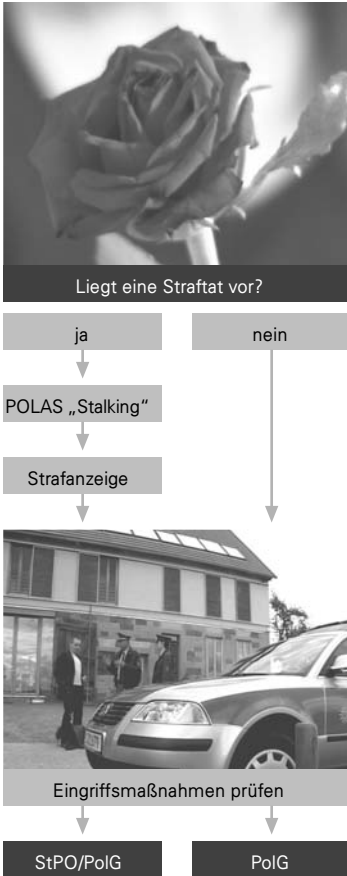 Liegt eine Straftat vor?
ja
nein
POLAS „Stalking“
Strafanzeige
Eingriffsmaßnahmen prüfen
StPO/PolG
PolG